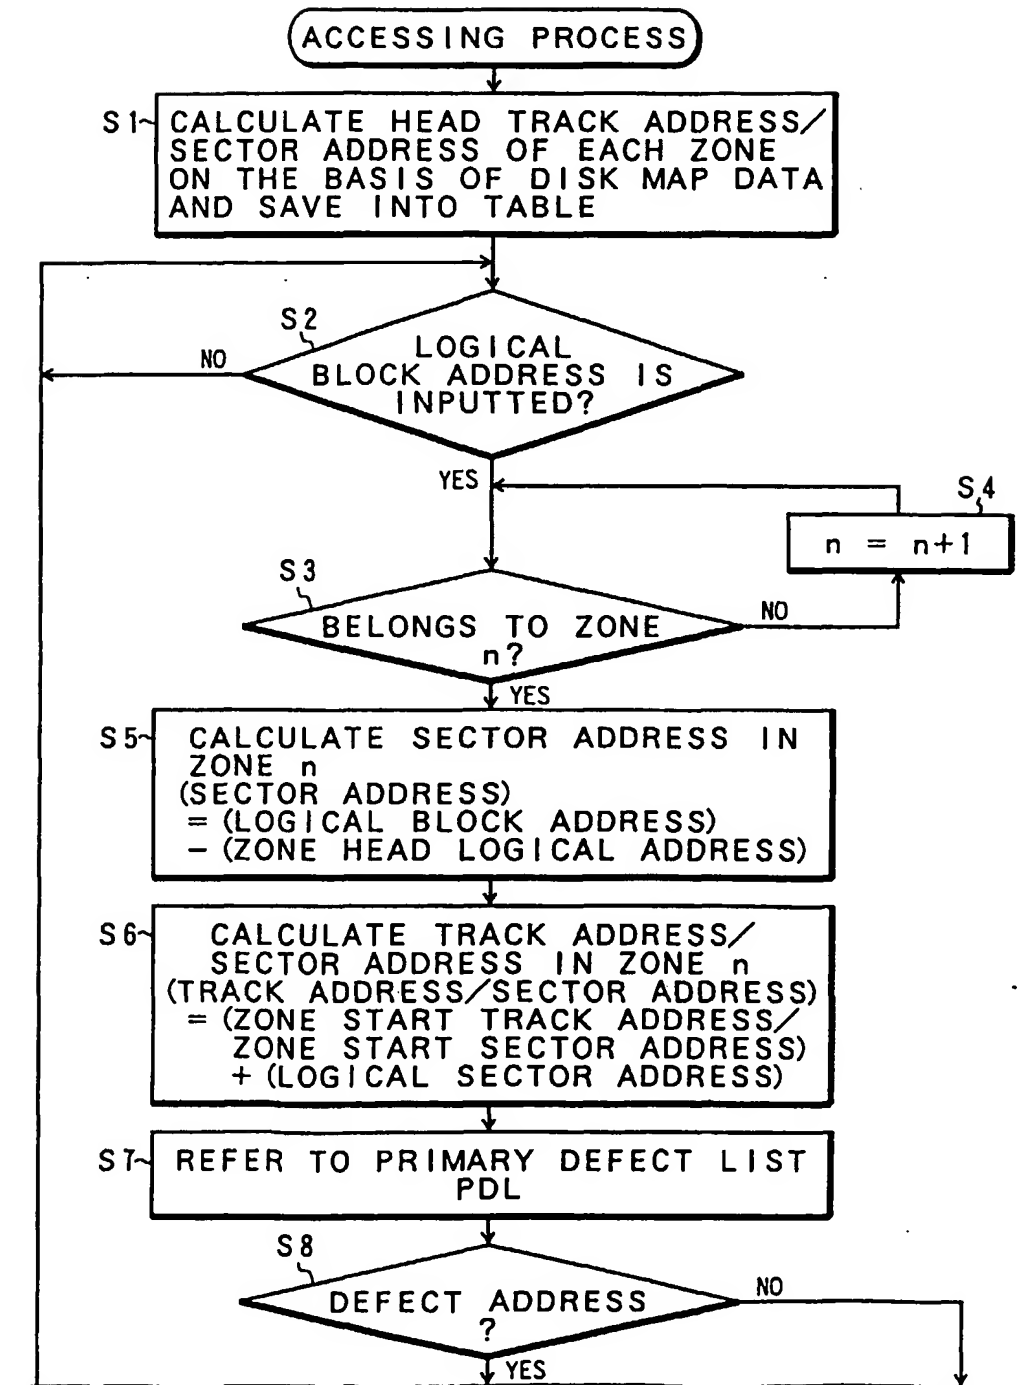 ACCESSING PROCESS
S1
CALCULATE HEAD TRACK ADDRESS/
SECTOR ADDRESS OF EACH ZONE
ON THE BASIS OF DISK MAP DATA
AND SAVE INTO TABLE
S2
LOGICAL
BLOCK ADDRESS IS
INPUTTED?
NO
YES
S4
n = n+1
S3
BELONGS TO ZONE
n?
NO
YES
S5
CALCULATE SECTOR ADDRESS IN
ZONE n
(SECTOR ADDRESS)
= (LOGICAL BLOCK ADDRESS)
- (ZONE HEAD LOGICAL ADDRESS)
S6
CALCULATE TRACK ADDRESS/
SECTOR ADDRESS IN ZONE n
(TRACK ADDRESS/SECTOR ADDRESS)
= (ZONE START TRACK ADDRESS/
ZONE START SECTOR ADDRESS)
+ (LOGICAL SECTOR ADDRESS)
S7
REFER TO PRIMARY DEFECT LIST
PDL
S8
DEFECT ADDRESS
?
NO
YES